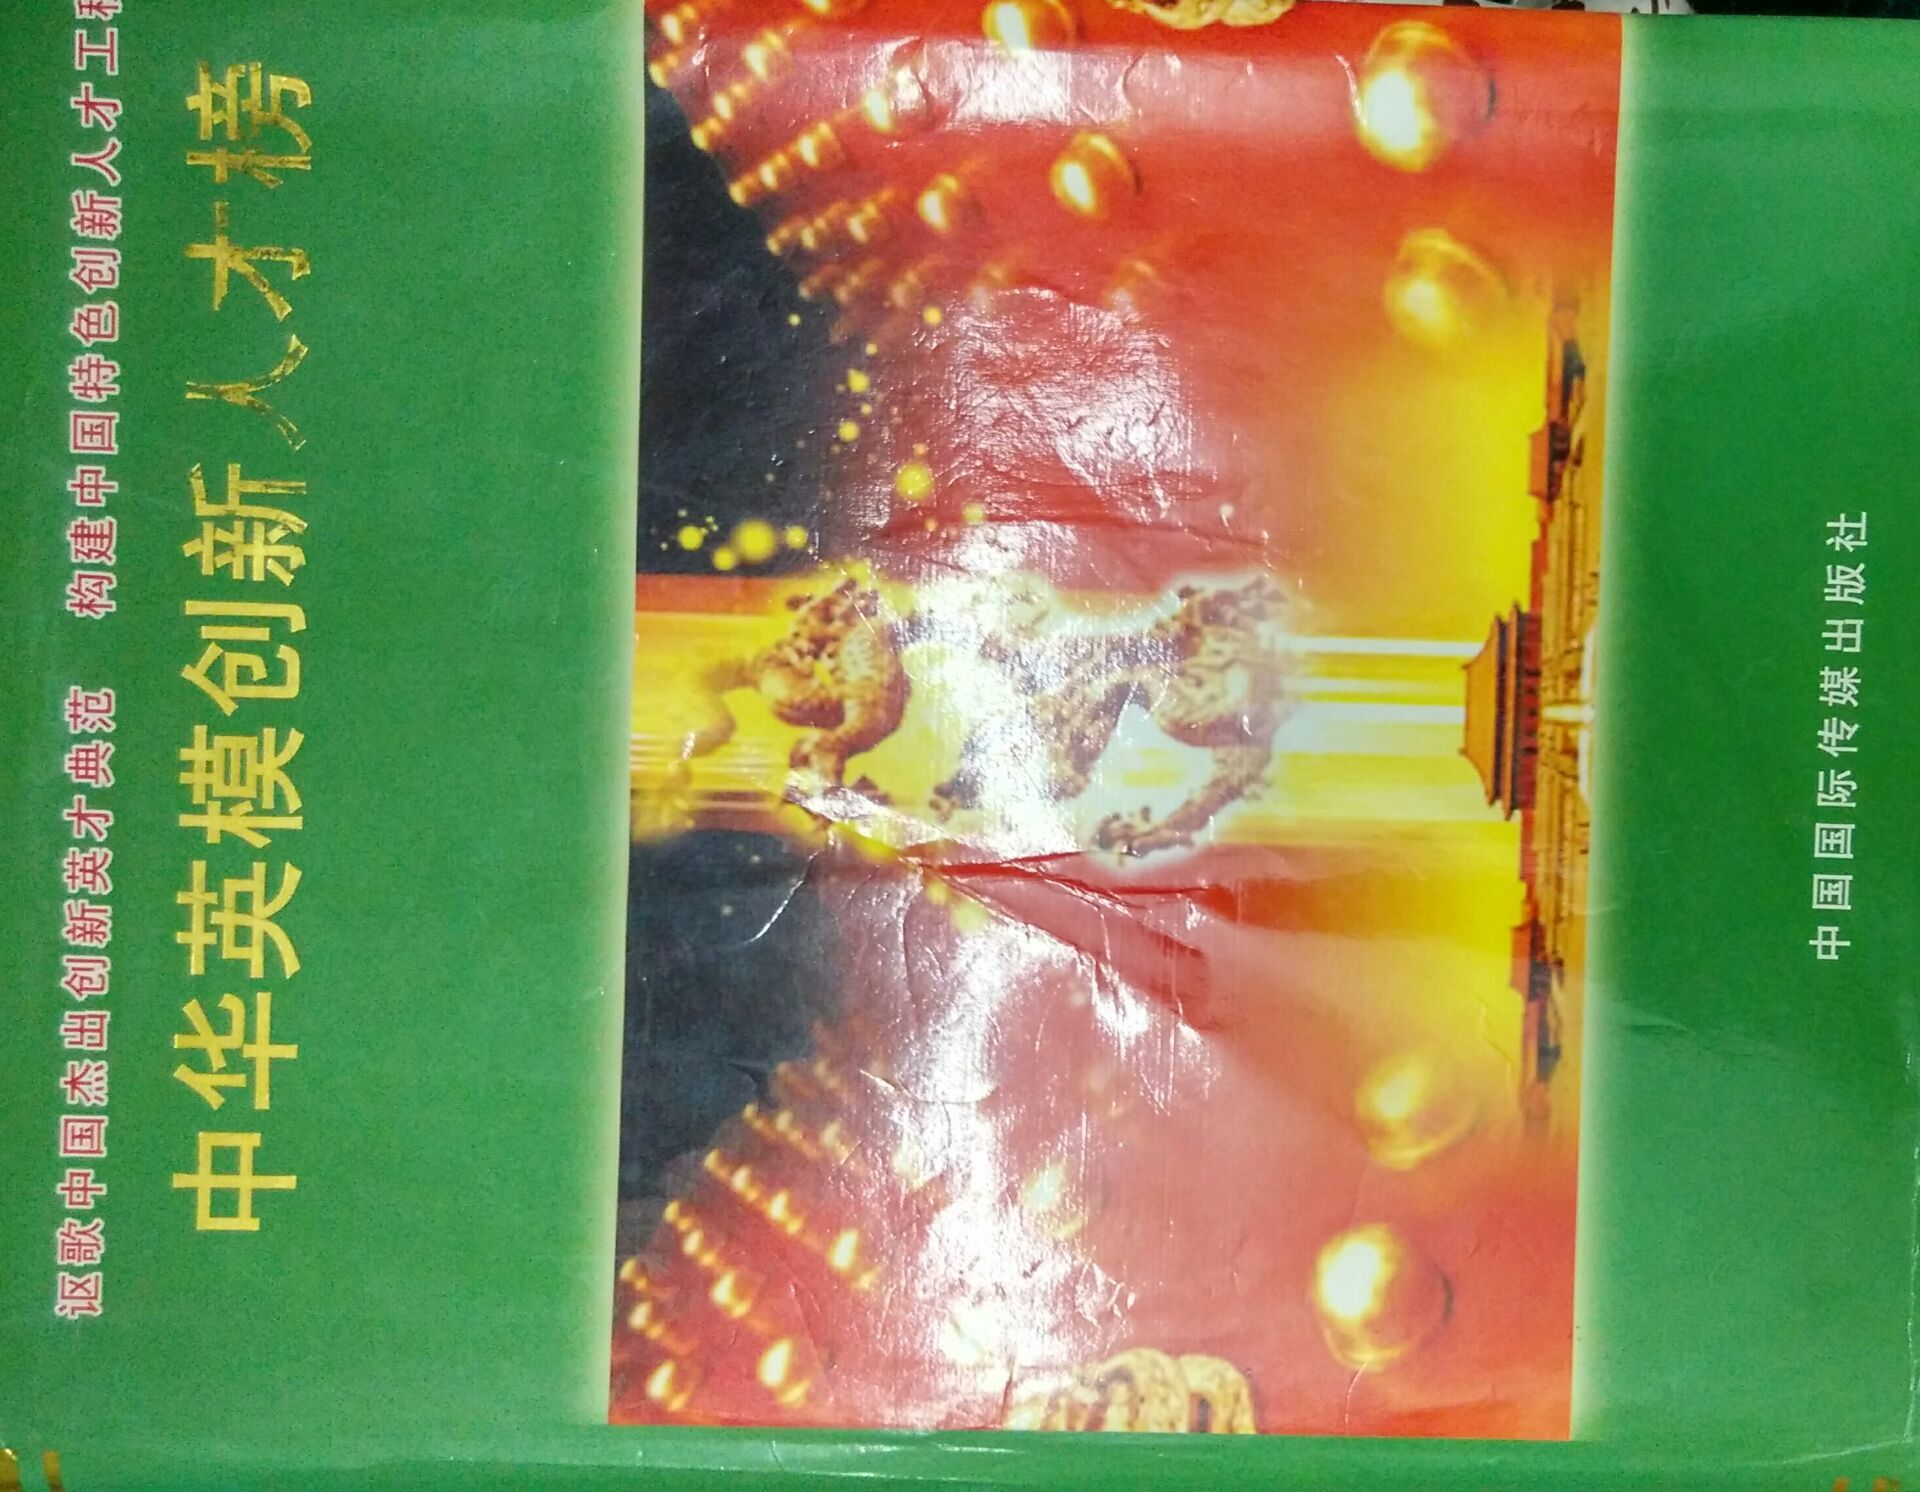 讴歌中国杰出创新英才典范 构建中国特色创新人才工程
中华英模创新人才榜
中国国际传媒出版社